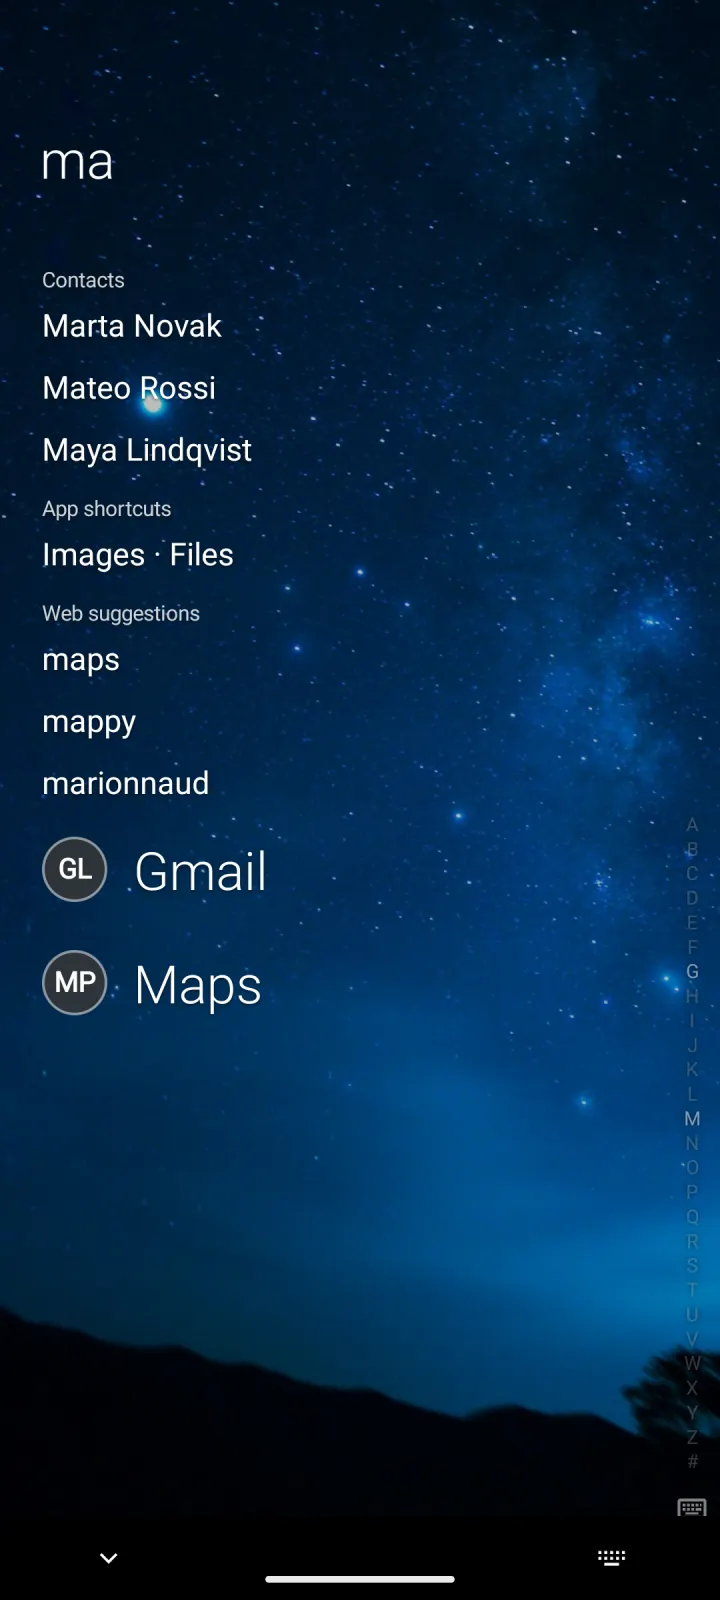 ma
Contacts
Marta Novak
Mateo Rossi
Maya Lindqvist
App shortcuts
Images · Files
Web suggestions
maps
mappy
marionnaud
GL Gmail
MP Maps
A
B
C
D
E
F
G
H
I
J
K
L
M
N
O
P
Q
R
S
T
U
V
W
X
Y
Z
#